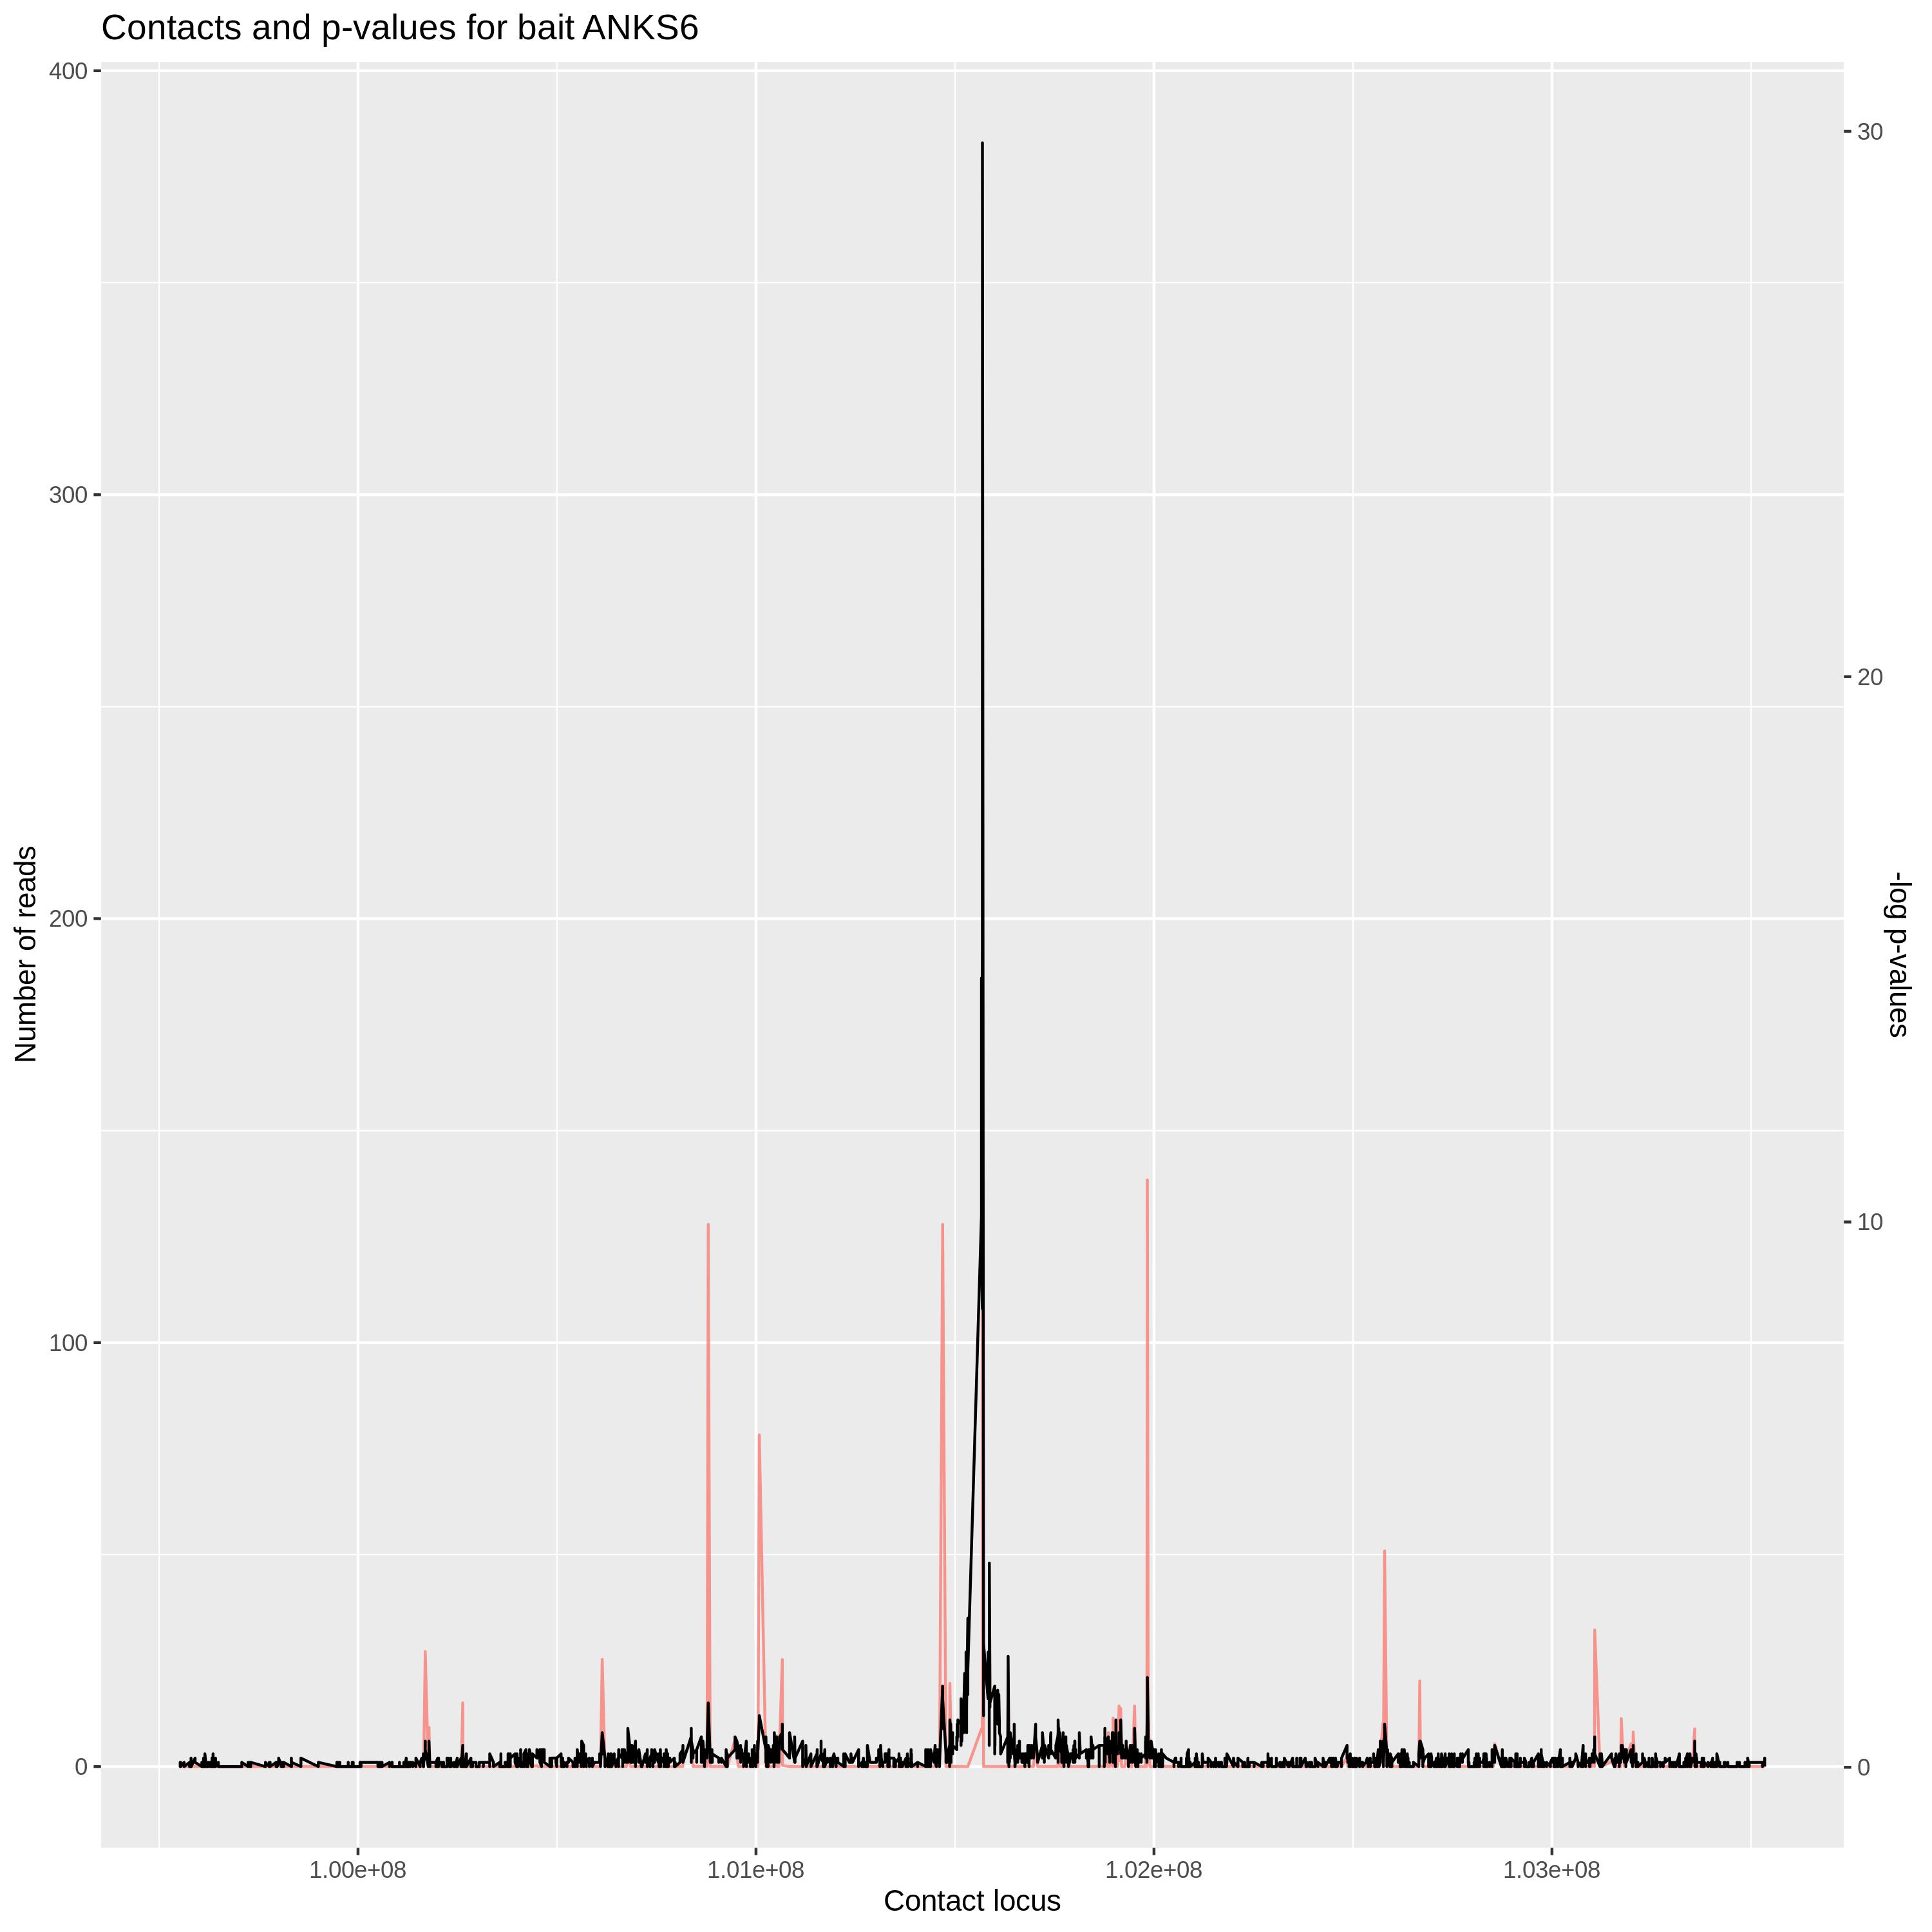 Contacts and p-values for bait ANKS6
400
300
200
100
0
Number of reads
30
20
10
0
-log p-values
1.00e+08
1.01e+08
1.02e+08
1.03e+08
Contact locus